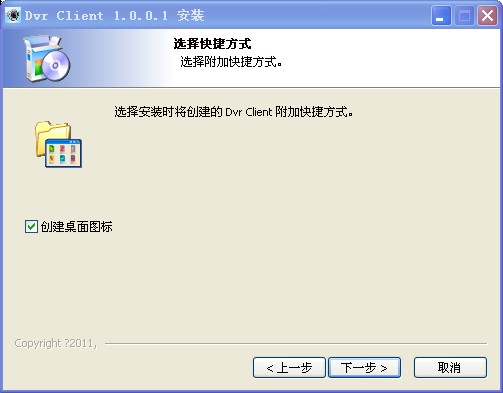 Dvr Client 1.0.0.1 安装
选择快捷方式
选择附加快捷方式。
选择安装时将创建的 Dvr Client 附加快捷方式。
创建桌面图标
Copyright ?2011,
< 上一步
下一步 >
取消